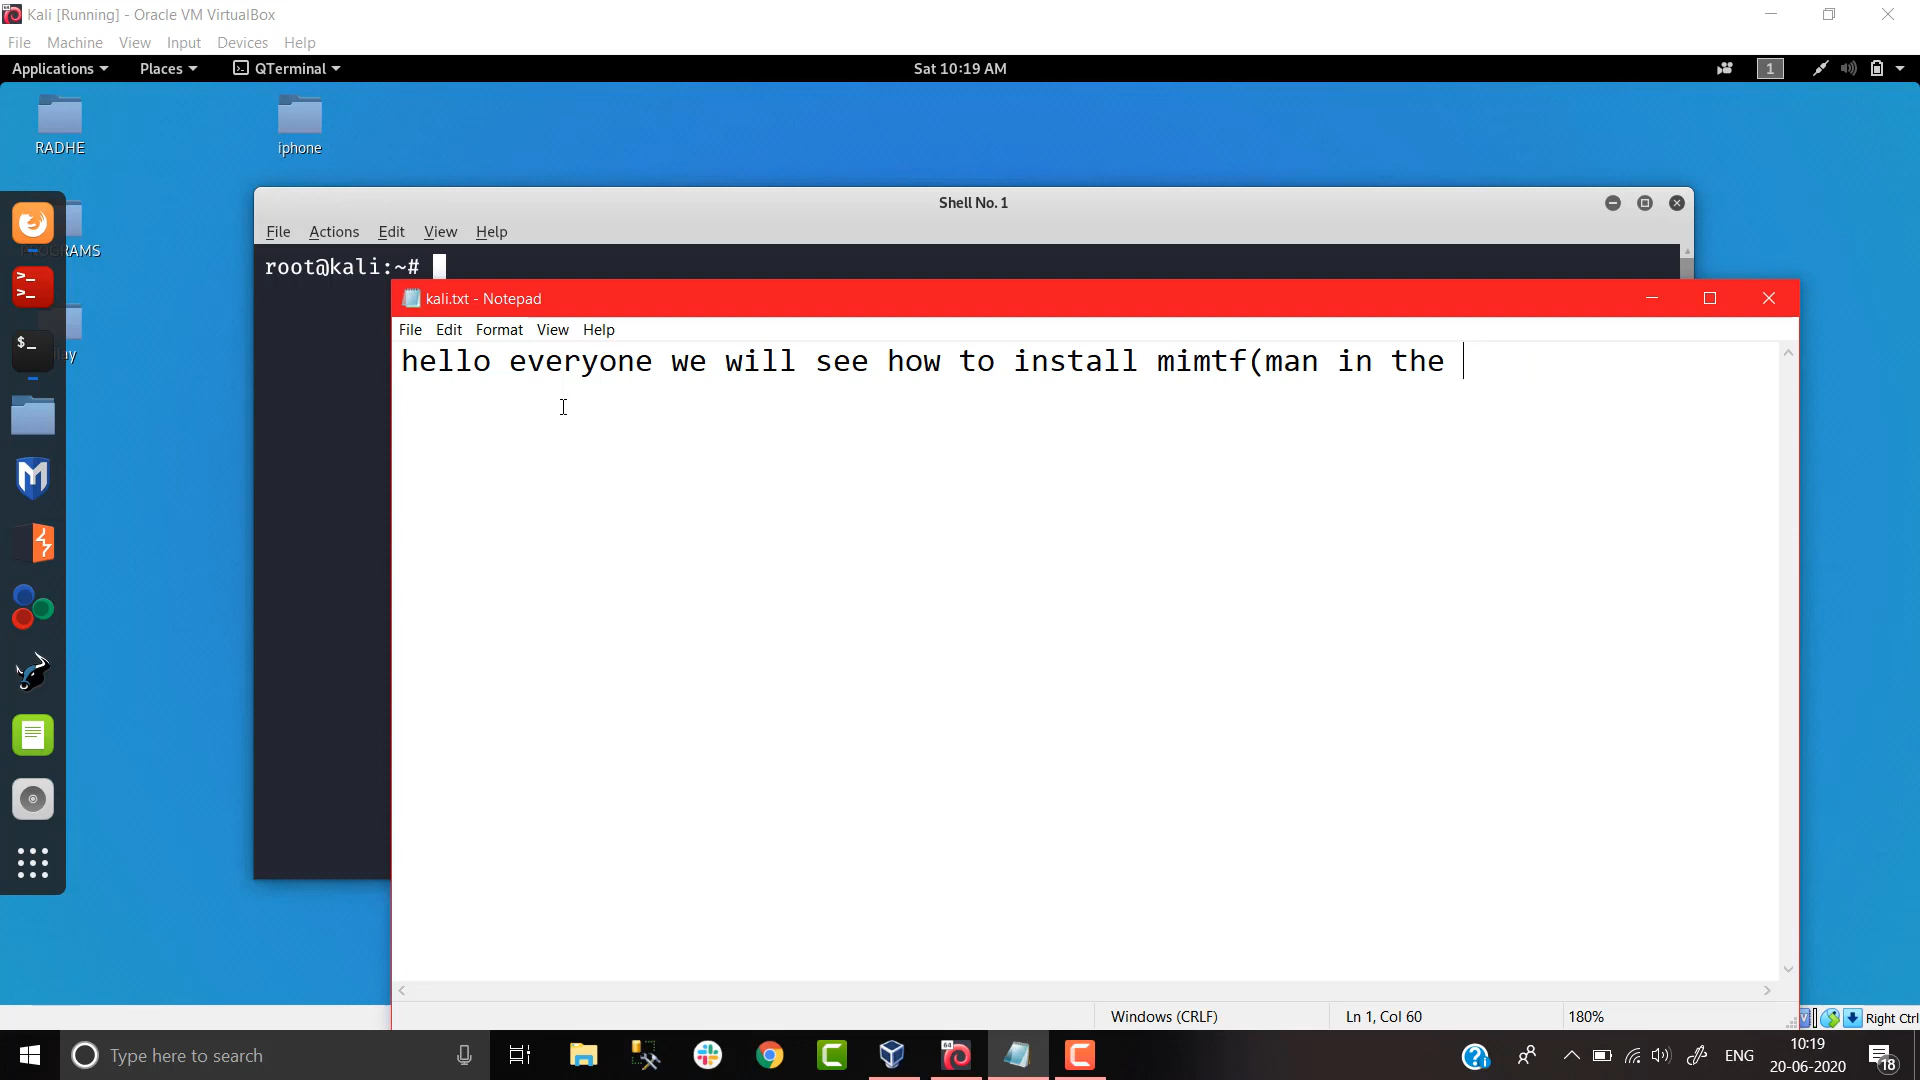 Kali [Running] - Oracle VM VirtualBox
File Machine View Input Devices Help
Applications Places QTerminal Sat 10:19 AM 1
RADHE
iphone
Shell No. 1
File Actions Edit View Help
root@kali:~#
kali.txt - Notepad
File Edit Format View Help
hello everyone we will see how to install mimtf(man in the
Windows (CRLF) Ln 1, Col 60 180%
Right Ctrl
Type here to search
ENG
10:19
20-06-2020
18